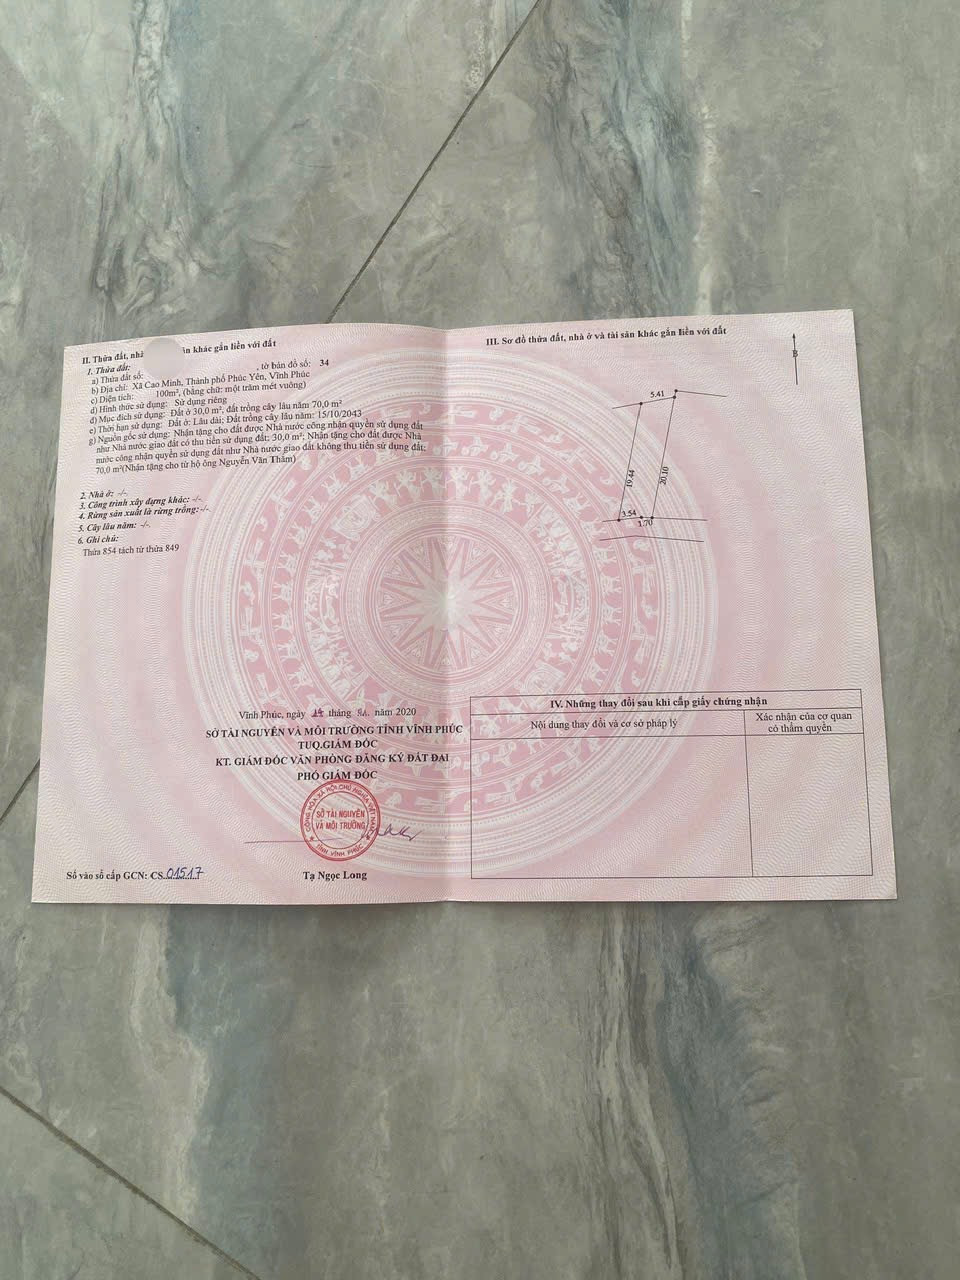 II. Thửa đất, nhà ản khác gắn liền với đất
1. Thửa đất:
a) Thửa đất số: , tờ bản đồ số: 34
b) Địa chỉ: Xã Cao Minh, Thành phố Phúc Yên, Vĩnh Phúc
c) Diện tích: 100m², (bằng chữ: một trăm mét vuông)
d) Hình thức sử dụng: Sử dụng riêng
đ) Mục đích sử dụng: Đất ở 30,0 m², đất trồng cây lâu năm 70,0 m²
e) Thời hạn sử dụng: Đất ở: Lâu dài; Đất trồng cây lâu năm: 15/10/2043
g) Nguồn gốc sử dụng: Nhận tặng cho đất được Nhà nước công nhận quyền sử dụng đất
như Nhà nước giao đất có thu tiền sử dụng đất: 30,0 m²; Nhận tặng cho đất được Nhà
nước công nhận quyền sử dụng đất như Nhà nước giao đất không thu tiền sử dụng đất:
70,0 m²(Nhận tặng cho từ hộ ông Nguyễn Văn Thăm)
2. Nhà ở: -/-
3. Công trình xây dựng khác: -/-
4. Rừng sản xuất là rừng trồng:-/-
5. Cây lâu năm: -/-
6. Ghi chú:
Thửa 854 tách từ thửa 849
Vĩnh Phúc, ngày tháng năm 2020
SỞ TÀI NGUYÊN VÀ MÔI TRƯỜNG TỈNH VĨNH PHÚC
TUQ.GIÁM ĐỐC
KT. GIÁM ĐỐC VĂN PHÒNG ĐĂNG KÝ ĐẤT ĐAI
PHÓ GIÁM ĐỐC
CỘNG HÒA XÃ HỘI CHỦ NGHĨA VIỆT NAM
SỞ TÀI NGUYÊN
VÀ MÔI TRƯỜNG
TỈNH VĨNH PHÚC
Số vào sổ cấp GCN: CS.01517
Tạ Ngọc Long
III. Sơ đồ thửa đất, nhà ở và tài sản khác gắn liền với đất
B
5.41
19.44
20.10
3.54
1.70
IV. Những thay đổi sau khi cấp giấy chứng nhận
Nội dung thay đổi và cơ sở pháp lý
Xác nhận của cơ quan
có thẩm quyền